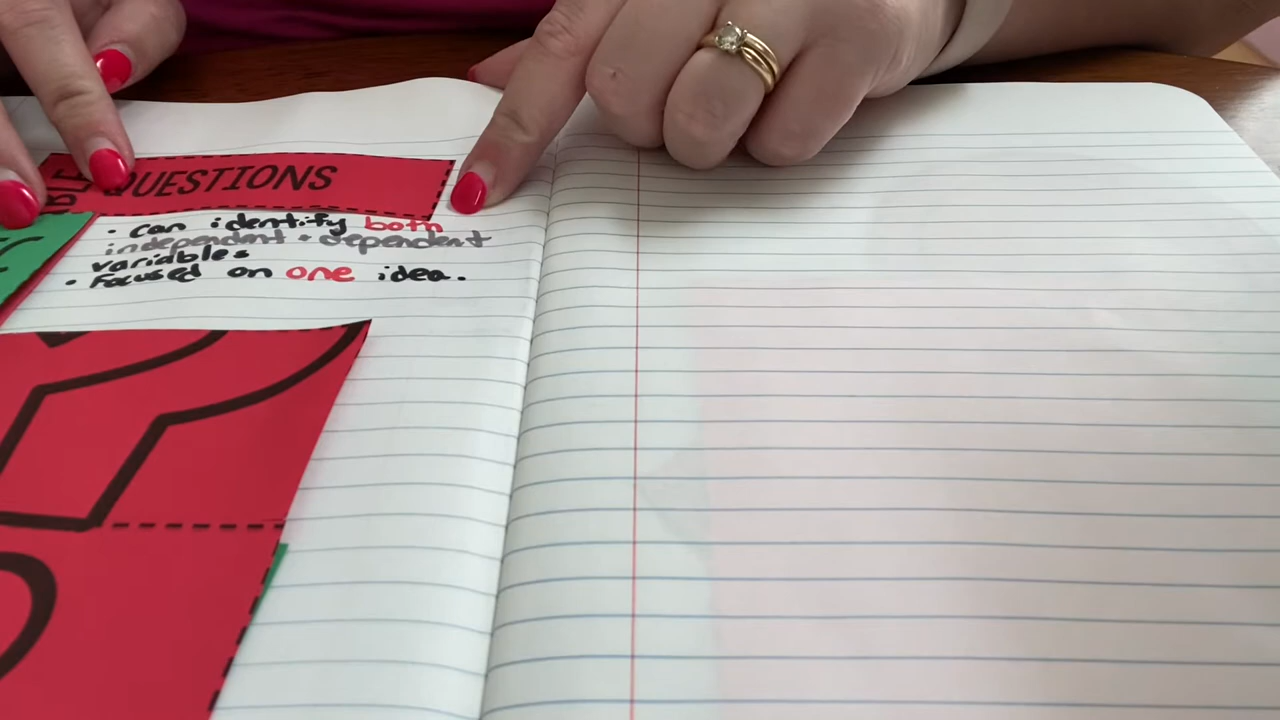 QUESTIONS
• can identify both
independent + dependent
variables
• Focused on one idea.